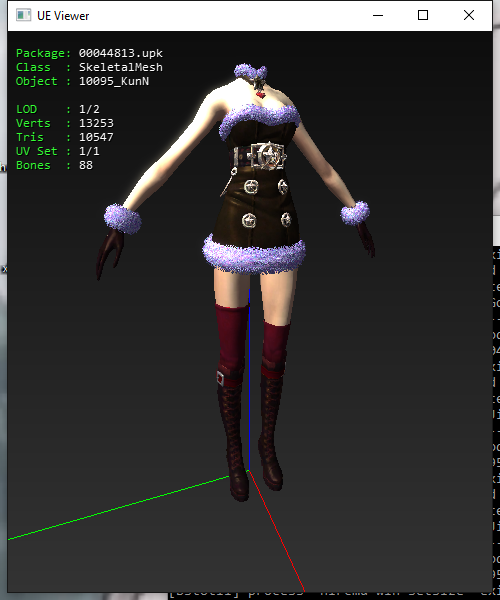 UE Viewer
Package: 00044813.upk
Class : SkeletalMesh
Object : 10095_KunN
LOD : 1/2
Verts : 13253
Tris : 10547
UV Set : 1/1
Bones : 88